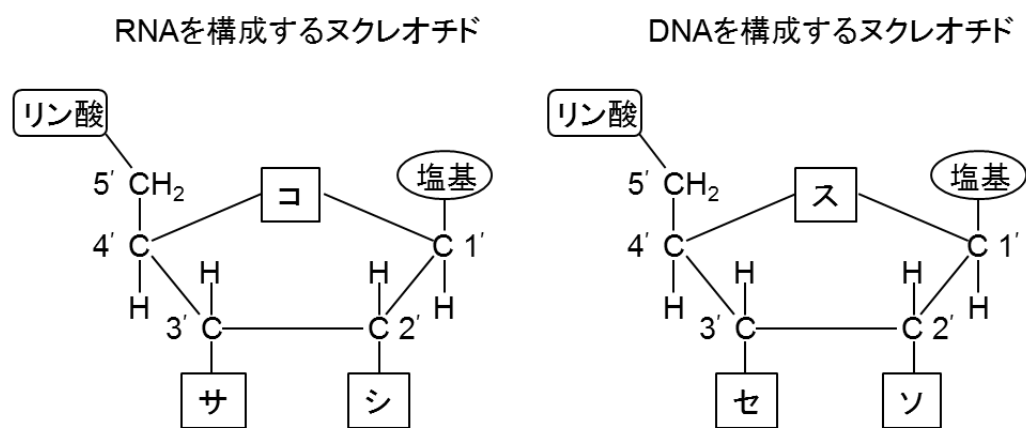 RNAを構成するヌクレオチド DNAを構成するヌクレオチド
リン酸 リン酸
5′ CH2 コ 塩基 5′ CH2 ス 塩基
4′ C C 1′ 4′ C C 1′
H H H H H H H H
3′ C C 2′ 3′ C C 2′
サ シ セ ソ